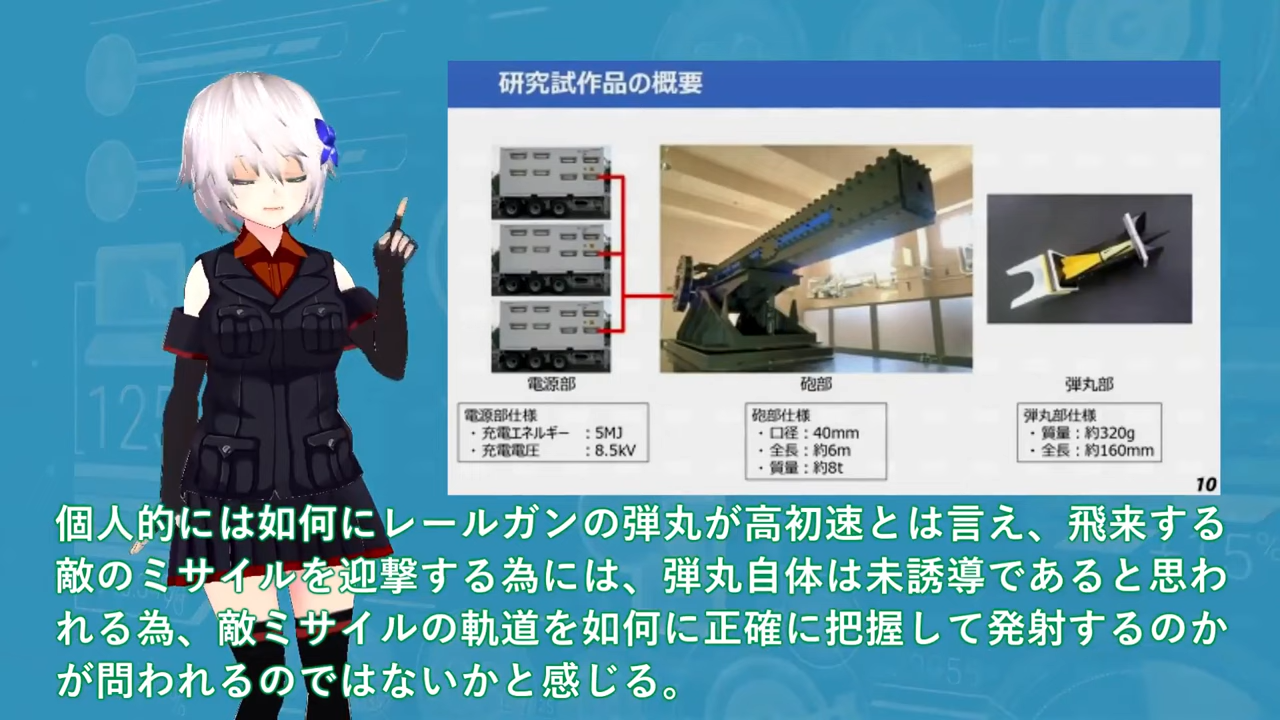 研究試作品の概要
電源部
砲部
弾丸部
電源部仕様
・充電エネルギー ：5MJ
・充電電圧 ：8.5kV
砲部仕様
・口径：40mm
・全長：約6m
・質量：約8t
弾丸部仕様
・質量：約320g
・全長：約160mm
10
個人的には如何にレールガンの弾丸が高初速とは言え、飛来する
敵のミサイルを迎撃する為には、弾丸自体は未誘導であると思わ
れる為、敵ミサイルの軌道を如何に正確に把握して発射するのか
が問われるのではないかと感じる。